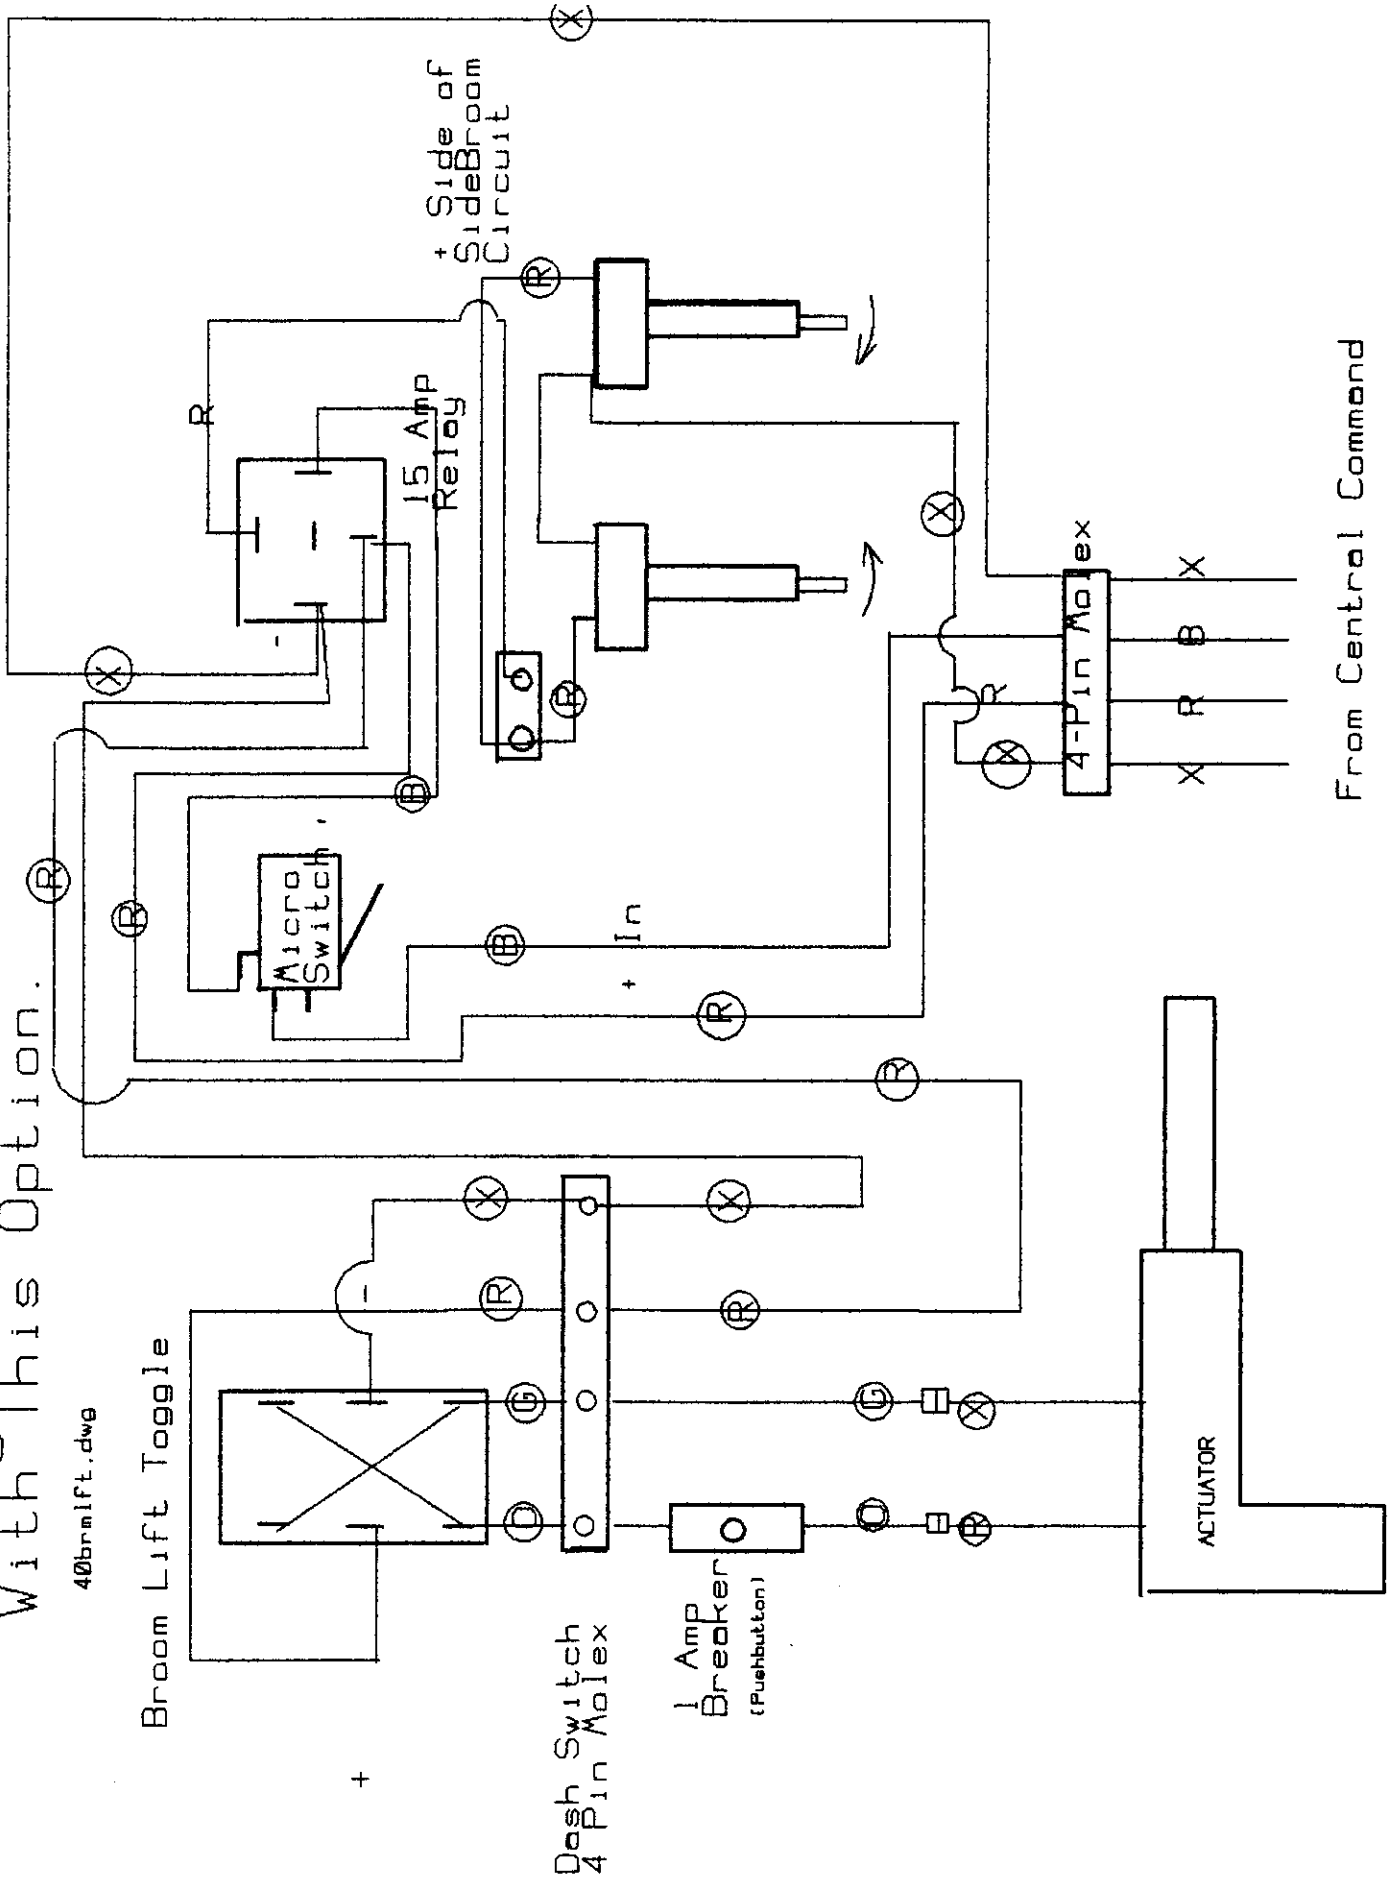 With This Option.
40brmlft.dwg
Broom Lift Toggle
+
-
X
R
G
O
Dash Switch
4 Pin Molex
1 Amp
Breaker
(Pushbutton)
X
R
G
O
X
R
ACTUATOR
R
R
R
R
X
X
Micro
Switch.
B
B
+ In
-
R
15 Amp
Relay
+ Side of
SideBroom
Circuit
R
R
X
X
R
4-Pin Molex
X
B
R
X
From Central Command